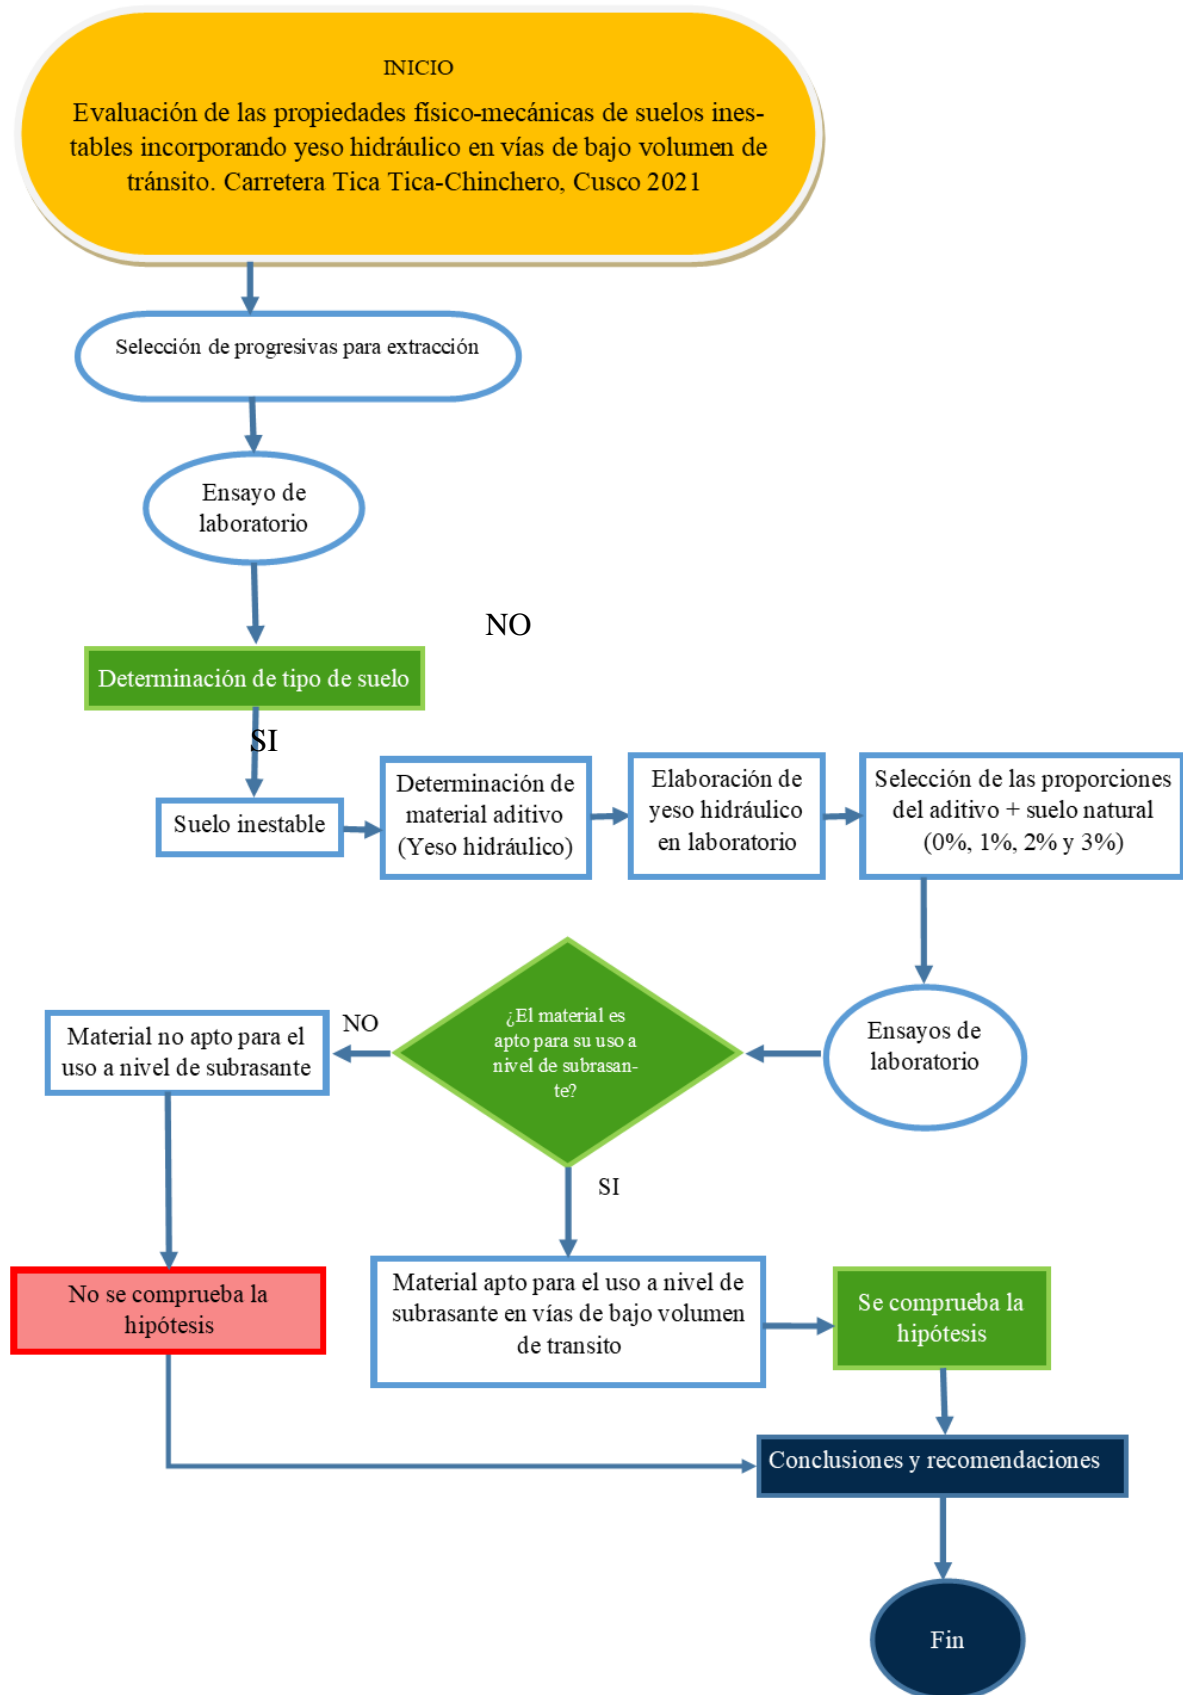 INICIO
Evaluación de las propiedades físico-mecánicas de suelos ines-
tables incorporando yeso hidráulico en vías de bajo volumen de
tránsito. Carretera Tica Tica-Chinchero, Cusco 2021
Selección de progresivas para extracción
Ensayo de
laboratorio
NO
Determinación de tipo de suelo
SI
Suelo inestable
Determinación de
material aditivo
(Yeso hidráulico)
Elaboración de
yeso hidráulico
en laboratorio
Selección de las proporciones
del aditivo + suelo natural
(0%, 1%, 2% y 3%)
Ensayos de
laboratorio
¿El material es
apto para su uso a
nivel de subrasan-
te?
NO
Material no apto para el
uso a nivel de subrasante
SI
No se comprueba la
hipótesis
Material apto para el uso a nivel de
subrasante en vías de bajo volumen
de transito
Se comprueba la
hipótesis
Conclusiones y recomendaciones
Fin